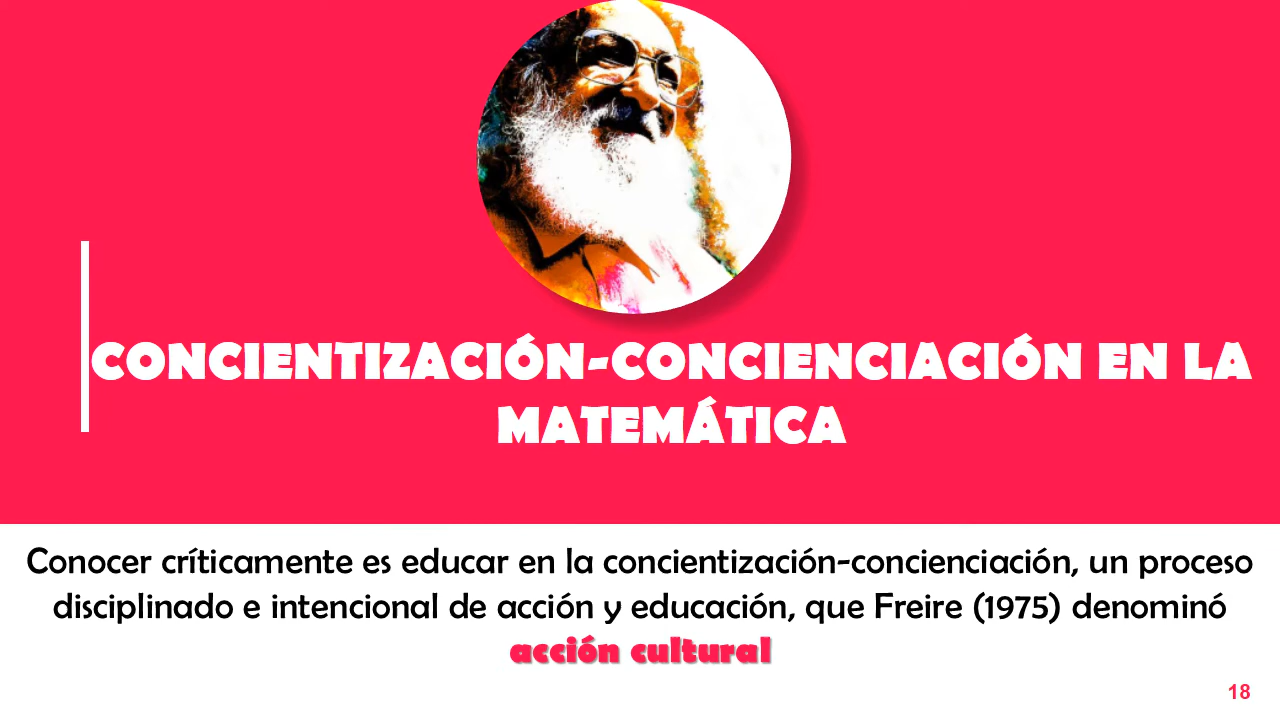 CONCIENTIZACIÓN-CONCIENCIACIÓN EN LA
MATEMÁTICA
Conocer críticamente es educar en la concientización-concienciación, un proceso
disciplinado e intencional de acción y educación, que Freire (1975) denominó
acción cultural
18